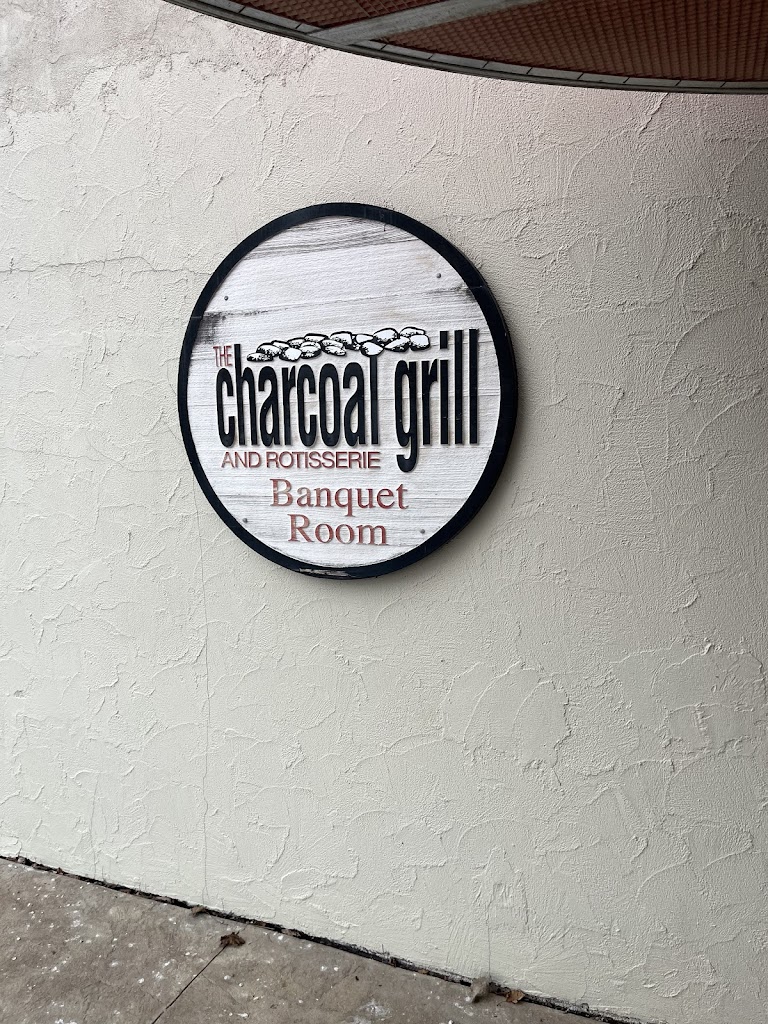 THE
charcoal grill
AND ROTISSERIE
Banquet
Room